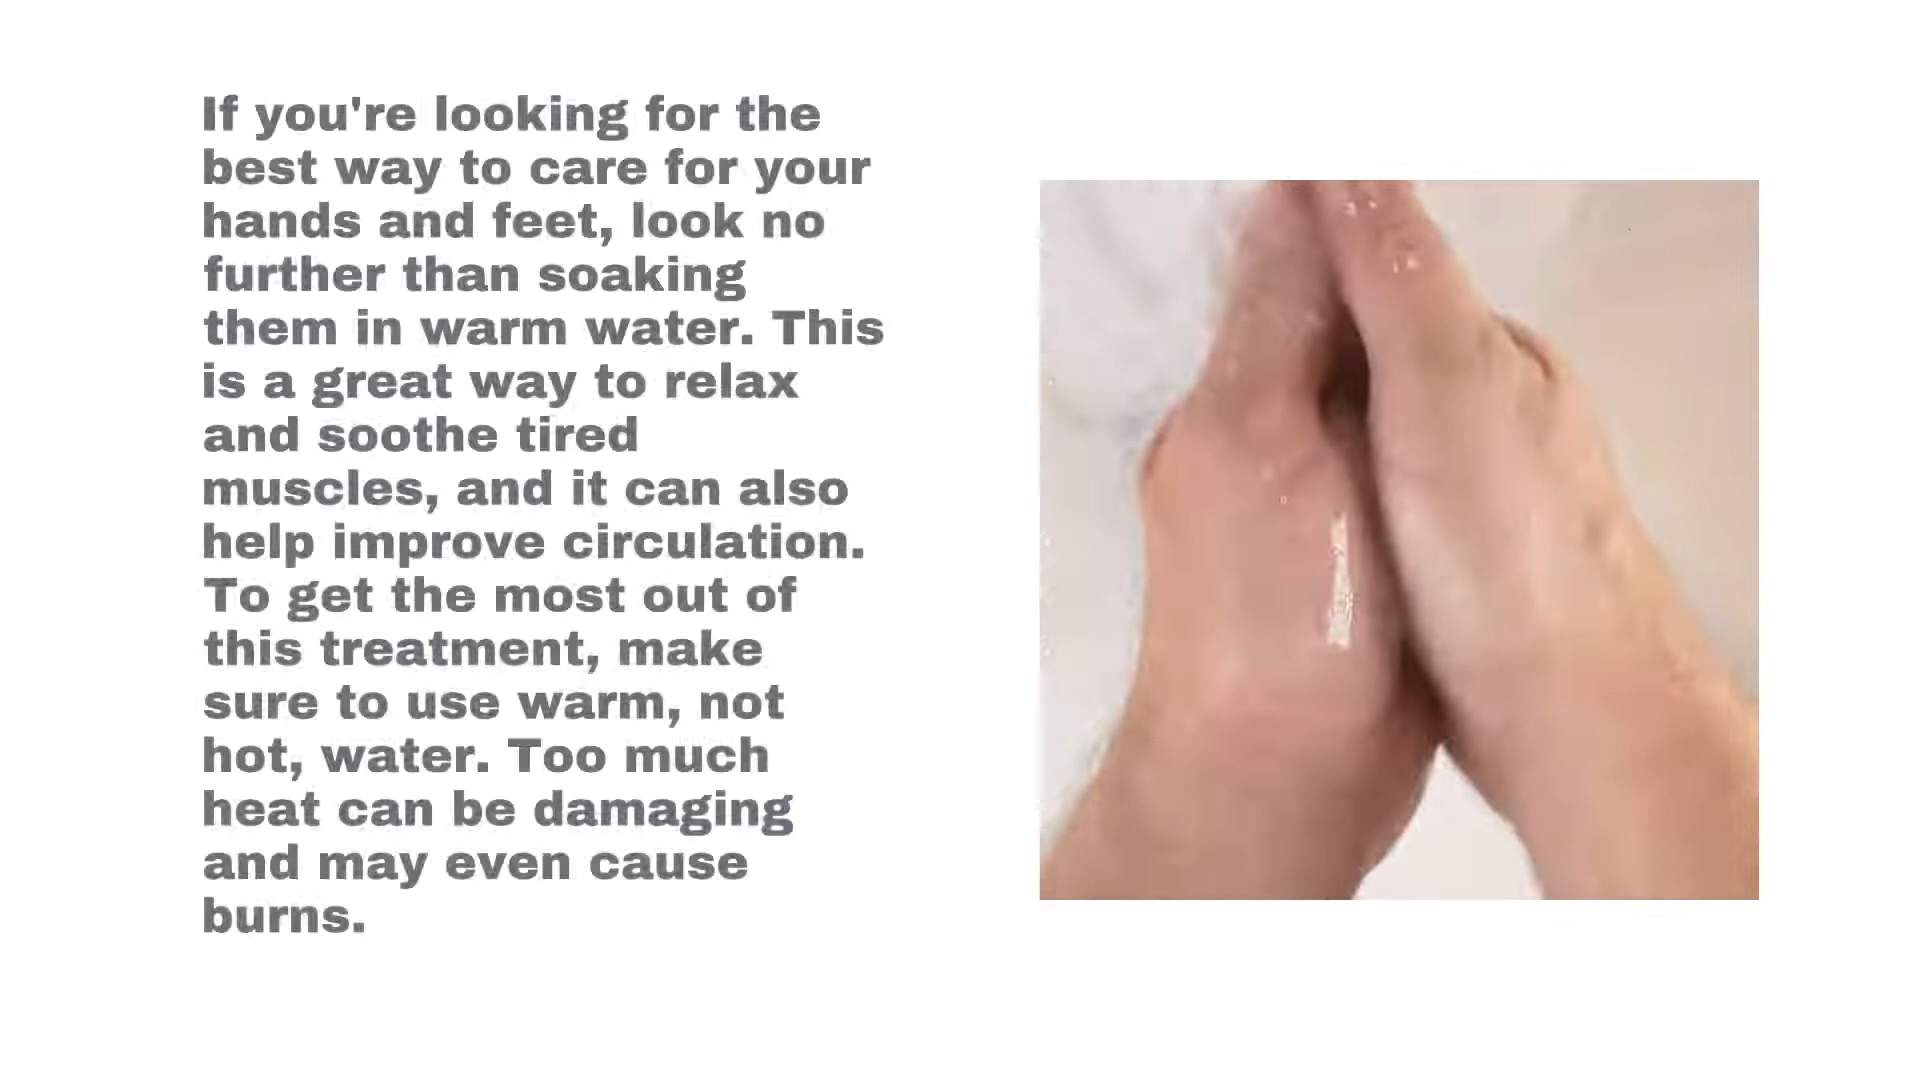 If you're looking for the
best way to care for your
hands and feet, look no
further than soaking
them in warm water. This
is a great way to relax
and soothe tired
muscles, and it can also
help improve circulation.
To get the most out of
this treatment, make
sure to use warm, not
hot, water. Too much
heat can be damaging
and may even cause
burns.